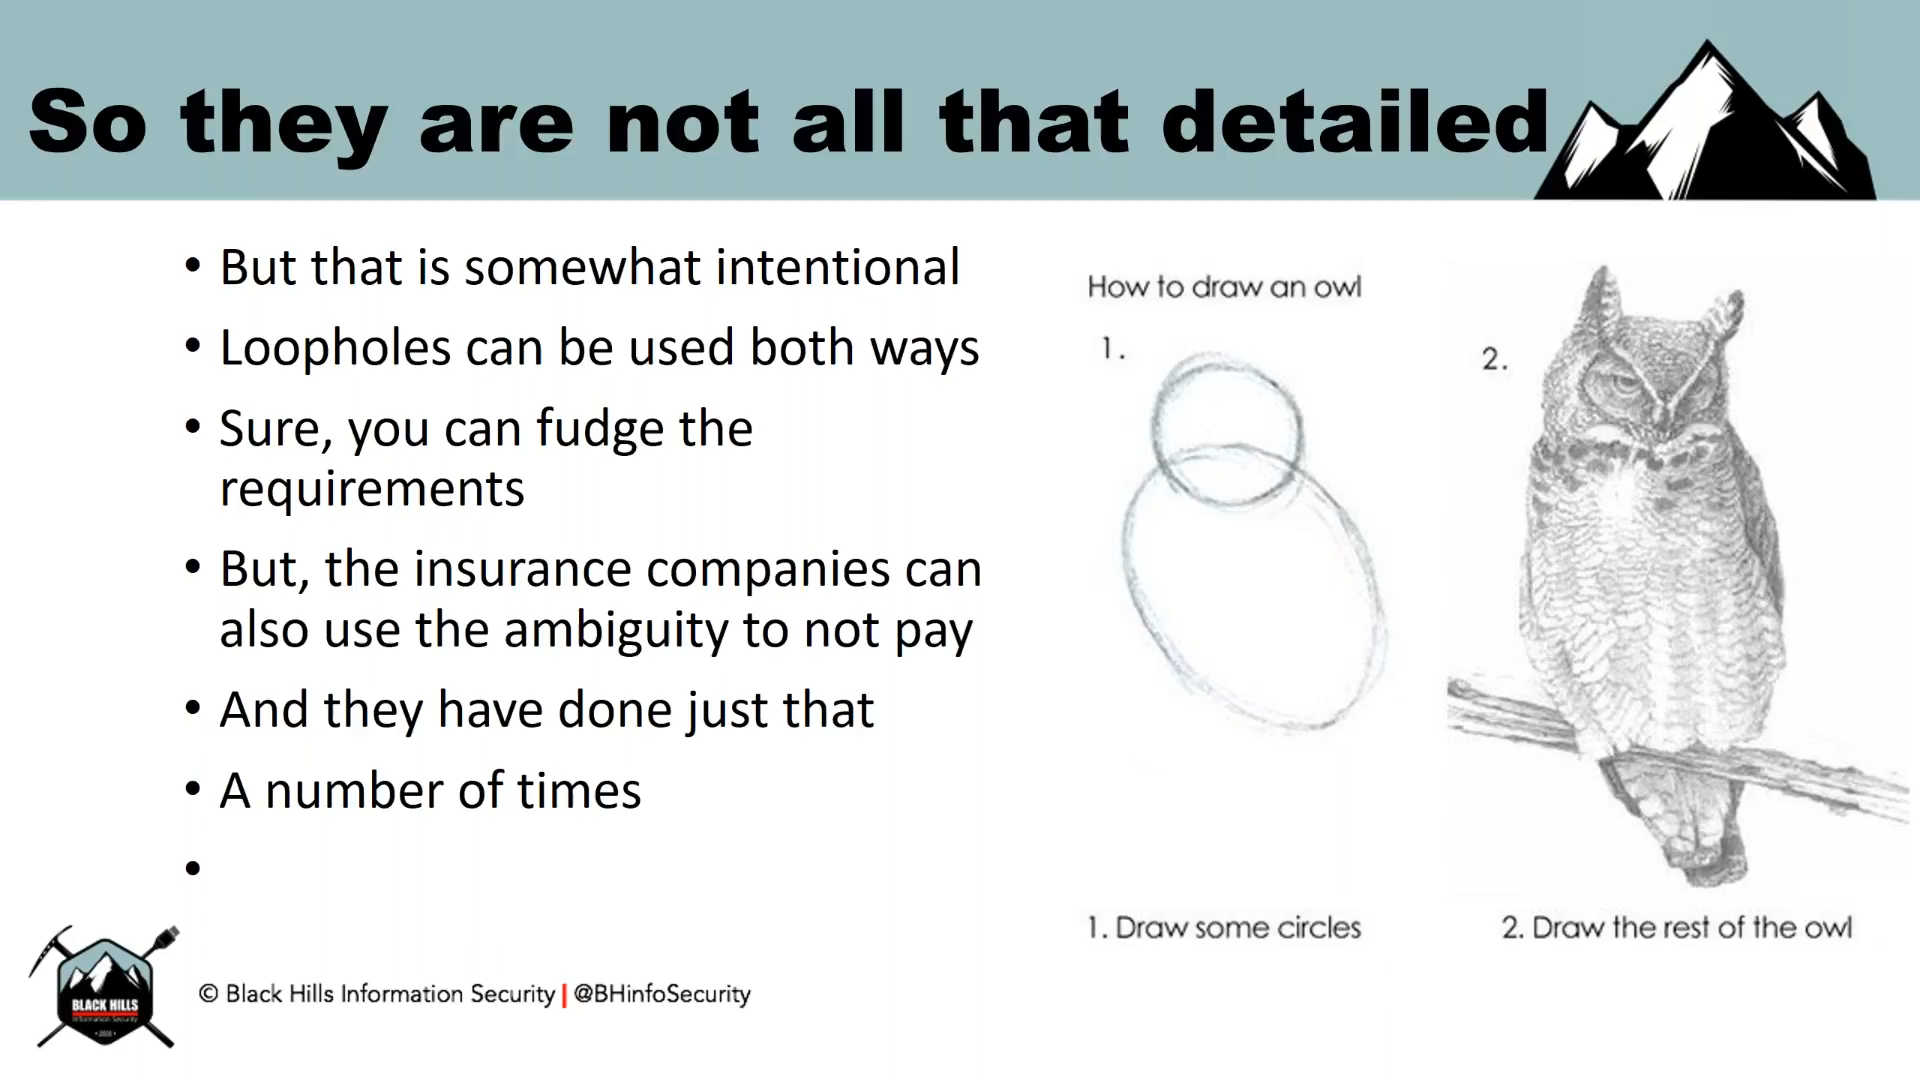 So they are not all that detailed
• But that is somewhat intentional
• Loopholes can be used both ways
• Sure, you can fudge the
requirements
• But, the insurance companies can
also use the ambiguity to not pay
• And they have done just that
• A number of times
•
How to draw an owl
1.
2.
1. Draw some circles
2. Draw the rest of the owl
BLACK HILLS
Information Security
• 2008 •
© Black Hills Information Security | @BHinfoSecurity